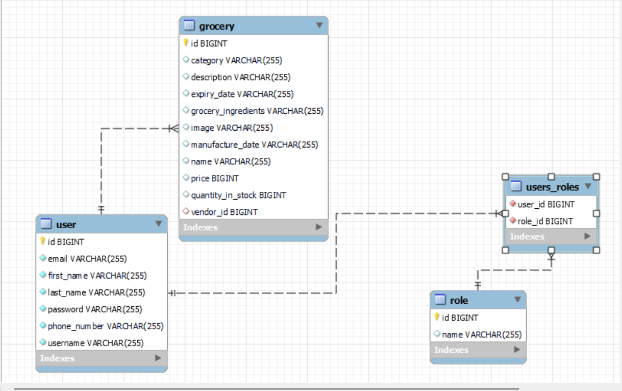 grocery
id BIGINT
category VARCHAR(255)
description VARCHAR(255)
expiry_date VARCHAR(255)
grocery_ingredients VARCHAR(255)
image VARCHAR(255)
manufacture_date VARCHAR(255)
name VARCHAR(255)
price BIGINT
quantity_in_stock BIGINT
vendor_id BIGINT
Indexes
users_roles
user_id BIGINT
role_id BIGINT
Indexes
user
id BIGINT
email VARCHAR(255)
first_name VARCHAR(255)
last_name VARCHAR(255)
password VARCHAR(255)
phone_number VARCHAR(255)
username VARCHAR(255)
Indexes
role
id BIGINT
name VARCHAR(255)
Indexes